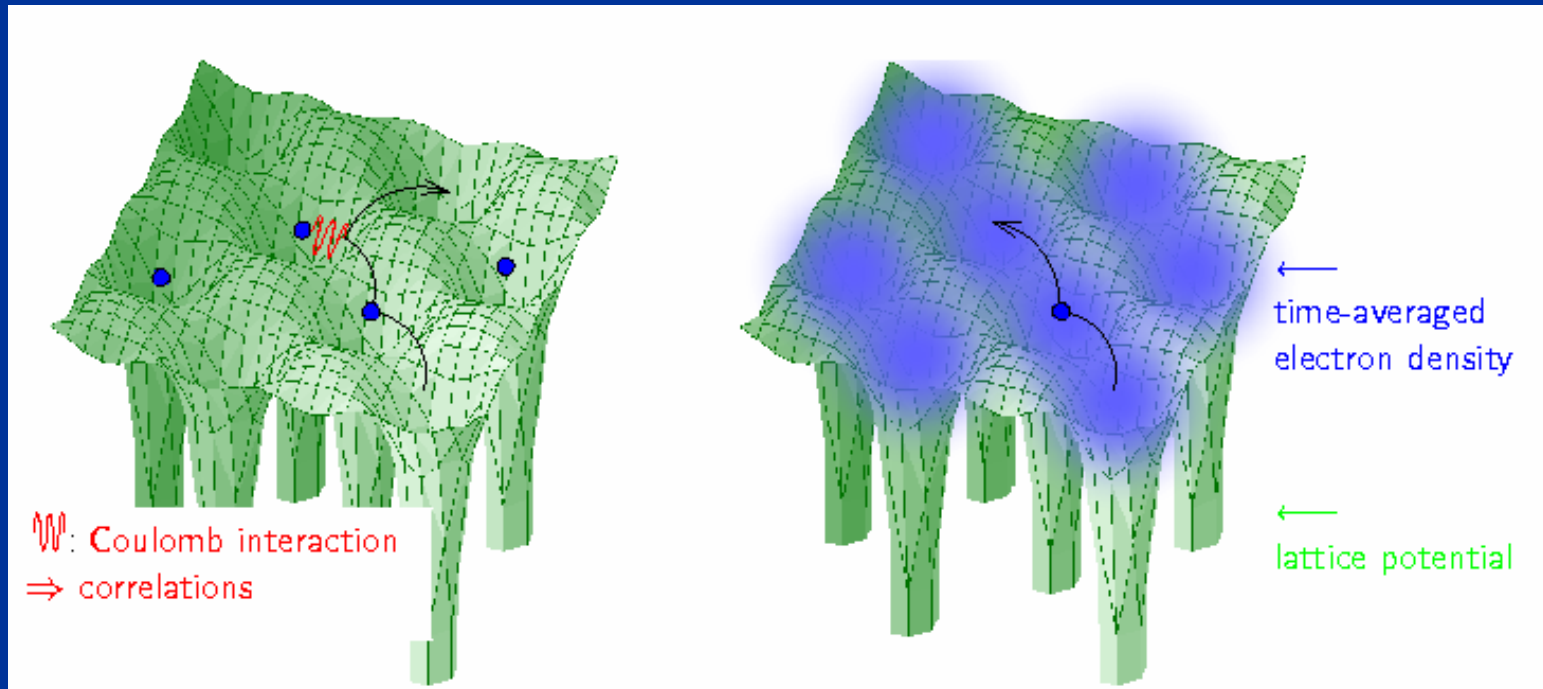 : Coulomb interaction
⇒ correlations
←
time-averaged
electron density
←
lattice potential